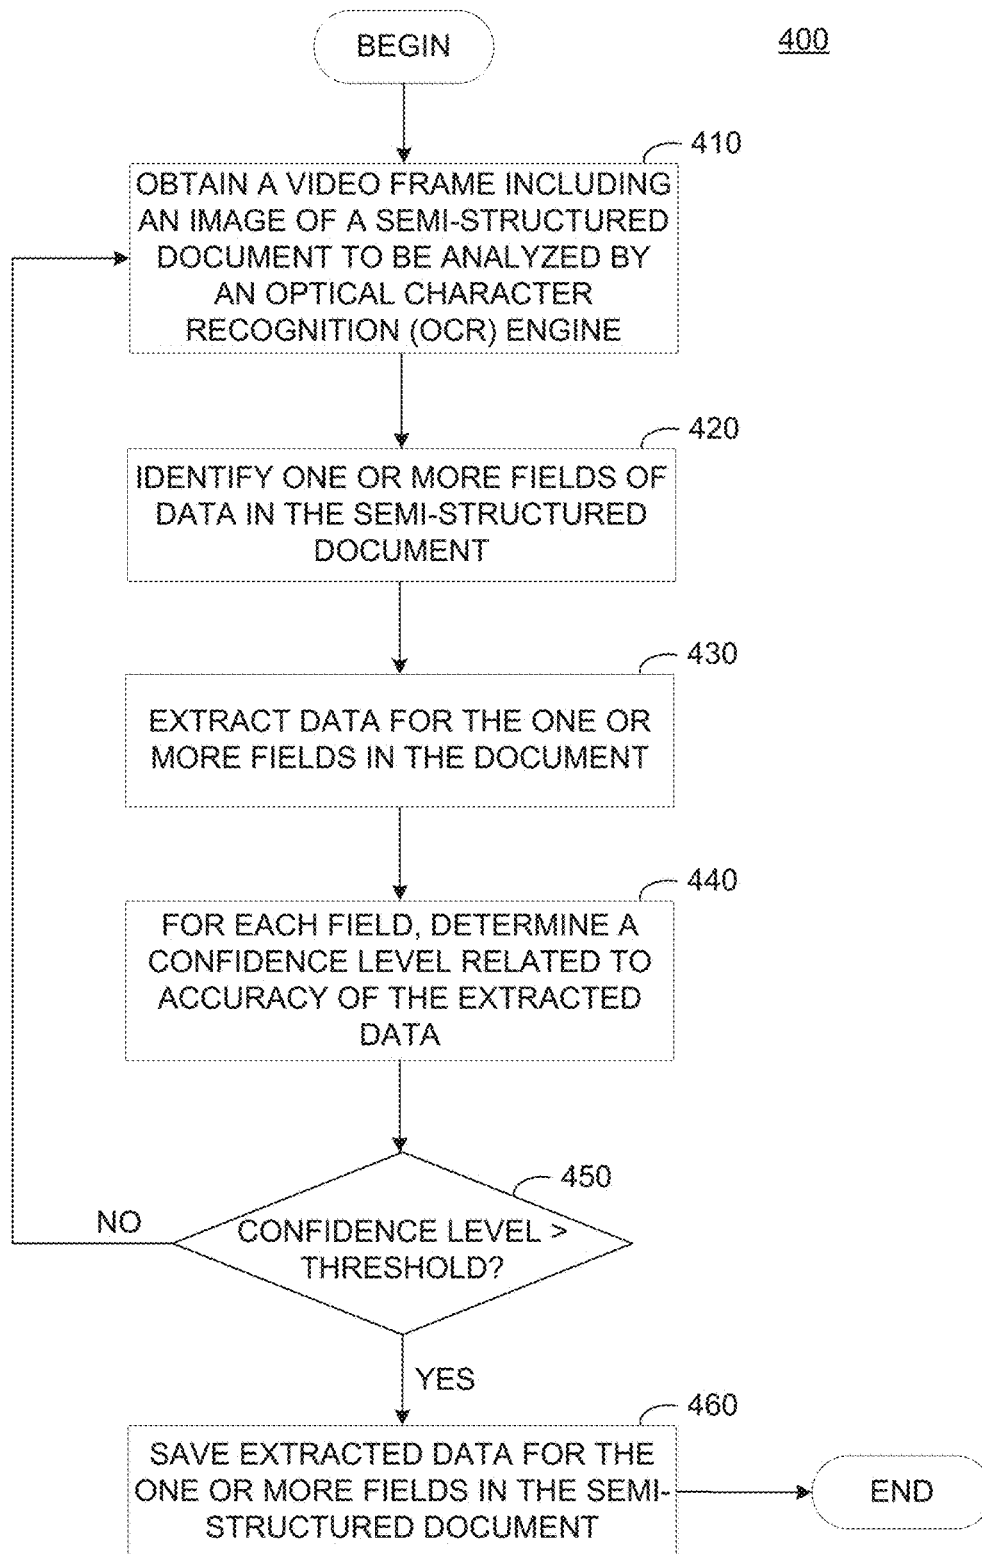 BEGIN
400
410
OBTAIN A VIDEO FRAME INCLUDING
AN IMAGE OF A SEMI-STRUCTURED
DOCUMENT TO BE ANALYZED BY
AN OPTICAL CHARACTER
RECOGNITION (OCR) ENGINE
420
IDENTIFY ONE OR MORE FIELDS OF
DATA IN THE SEMI-STRUCTURED
DOCUMENT
430
EXTRACT DATA FOR THE ONE OR
MORE FIELDS IN THE DOCUMENT
440
FOR EACH FIELD, DETERMINE A
CONFIDENCE LEVEL RELATED TO
ACCURACY OF THE EXTRACTED
DATA
450
NO
CONFIDENCE LEVEL >
THRESHOLD?
YES
460
SAVE EXTRACTED DATA FOR THE
ONE OR MORE FIELDS IN THE SEMI-
STRUCTURED DOCUMENT
END